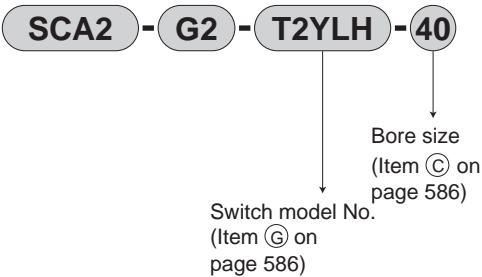 SCA2 - G2 - T2YLH - 40
Bore size
(Item Ⓒ on
page 586)
Switch model No.
(Item Ⓖ on
page 586)